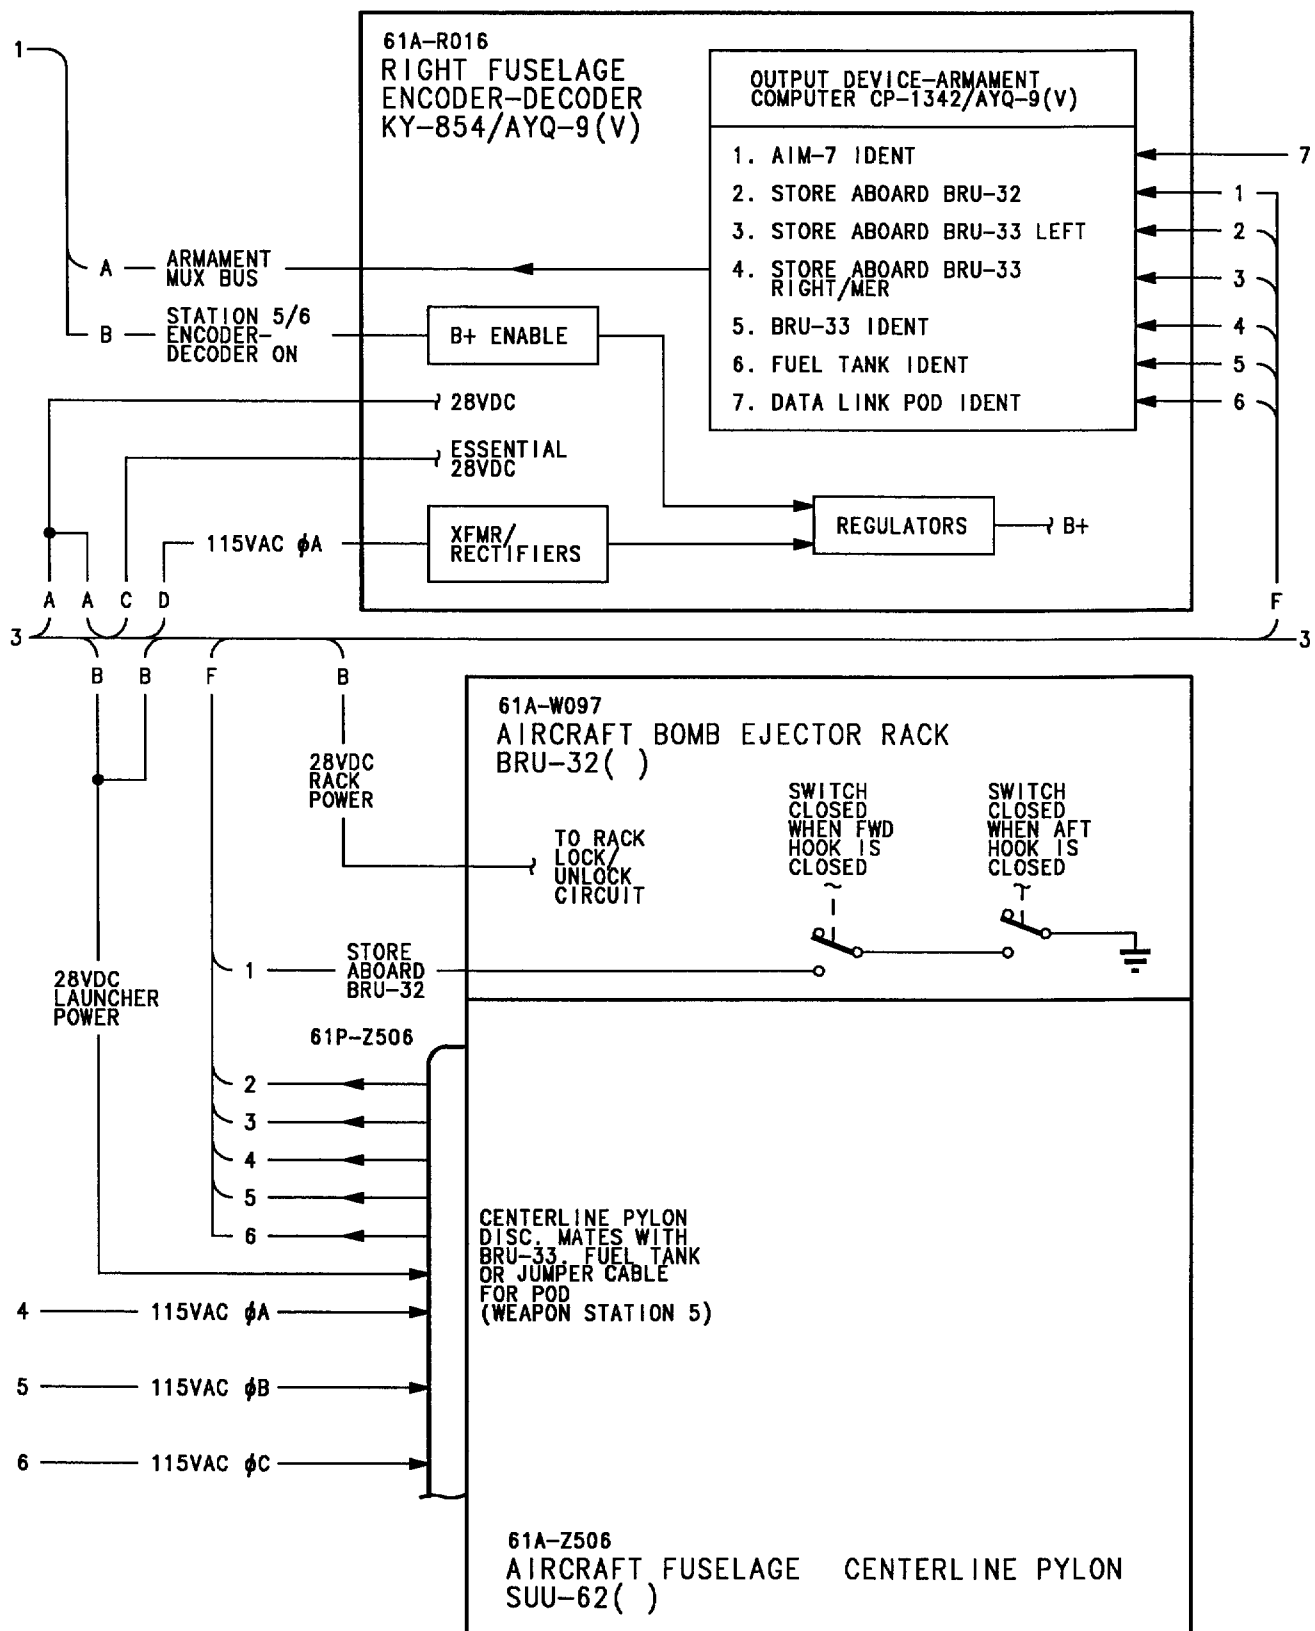 1
61A-R016
RIGHT FUSELAGE
ENCODER-DECODER
KY-854/AYQ-9(V)
OUTPUT DEVICE-ARMAMENT
COMPUTER CP-1342/AYQ-9(V)
1. AIM-7 IDENT
7
2. STORE ABOARD BRU-32
1
3. STORE ABOARD BRU-33 LEFT
2
4. STORE ABOARD BRU-33
RIGHT/MER
3
5. BRU-33 IDENT
4
6. FUEL TANK IDENT
5
7. DATA LINK POD IDENT
6
A
ARMAMENT
MUX BUS
B
STATION 5/6
ENCODER-
DECODER ON
B+ ENABLE
28VDC
ESSENTIAL
28VDC
115VAC ϕA
XFMR/
RECTIFIERS
REGULATORS
B+
A A C D
F
3
3
B B F B
61A-W097
AIRCRAFT BOMB EJECTOR RACK
BRU-32( )
28VDC
RACK
POWER
TO RACK
LOCK/
UNLOCK
CIRCUIT
SWITCH
CLOSED
WHEN FWD
HOOK IS
CLOSED
SWITCH
CLOSED
WHEN AFT
HOOK IS
CLOSED
1
STORE
ABOARD
BRU-32
28VDC
LAUNCHER
POWER
61P-Z506
2
3
4
5
6
CENTERLINE PYLON
DISC. MATES WITH
BRU-33, FUEL TANK
OR JUMPER CABLE
FOR POD
(WEAPON STATION 5)
4 115VAC ϕA
5 115VAC ϕB
6 115VAC ϕC
61A-Z506
AIRCRAFT FUSELAGE CENTERLINE PYLON
SUU-62( )